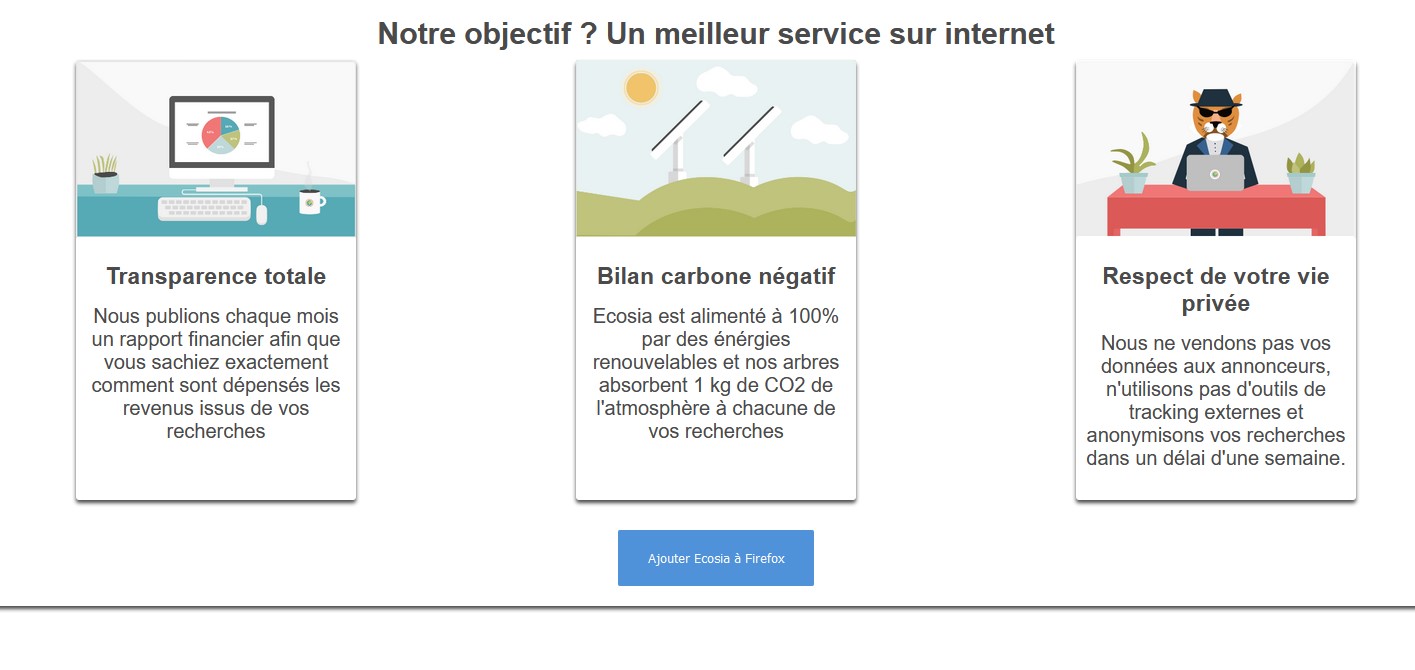 Notre objectif ? Un meilleur service sur internet
Transparence totale
Nous publions chaque mois
un rapport financier afin que
vous sachiez exactement
comment sont dépensés les
revenus issus de vos
recherches
Bilan carbone négatif
Ecosia est alimenté à 100%
par des énérgies
renouvelables et nos arbres
absorbent 1 kg de CO2 de
l'atmosphère à chacune de
vos recherches
Respect de votre vie
privée
Nous ne vendons pas vos
données aux annonceurs,
n'utilisons pas d'outils de
tracking externes et
anonymisons vos recherches
dans un délai d'une semaine.
Ajouter Ecosia à Firefox